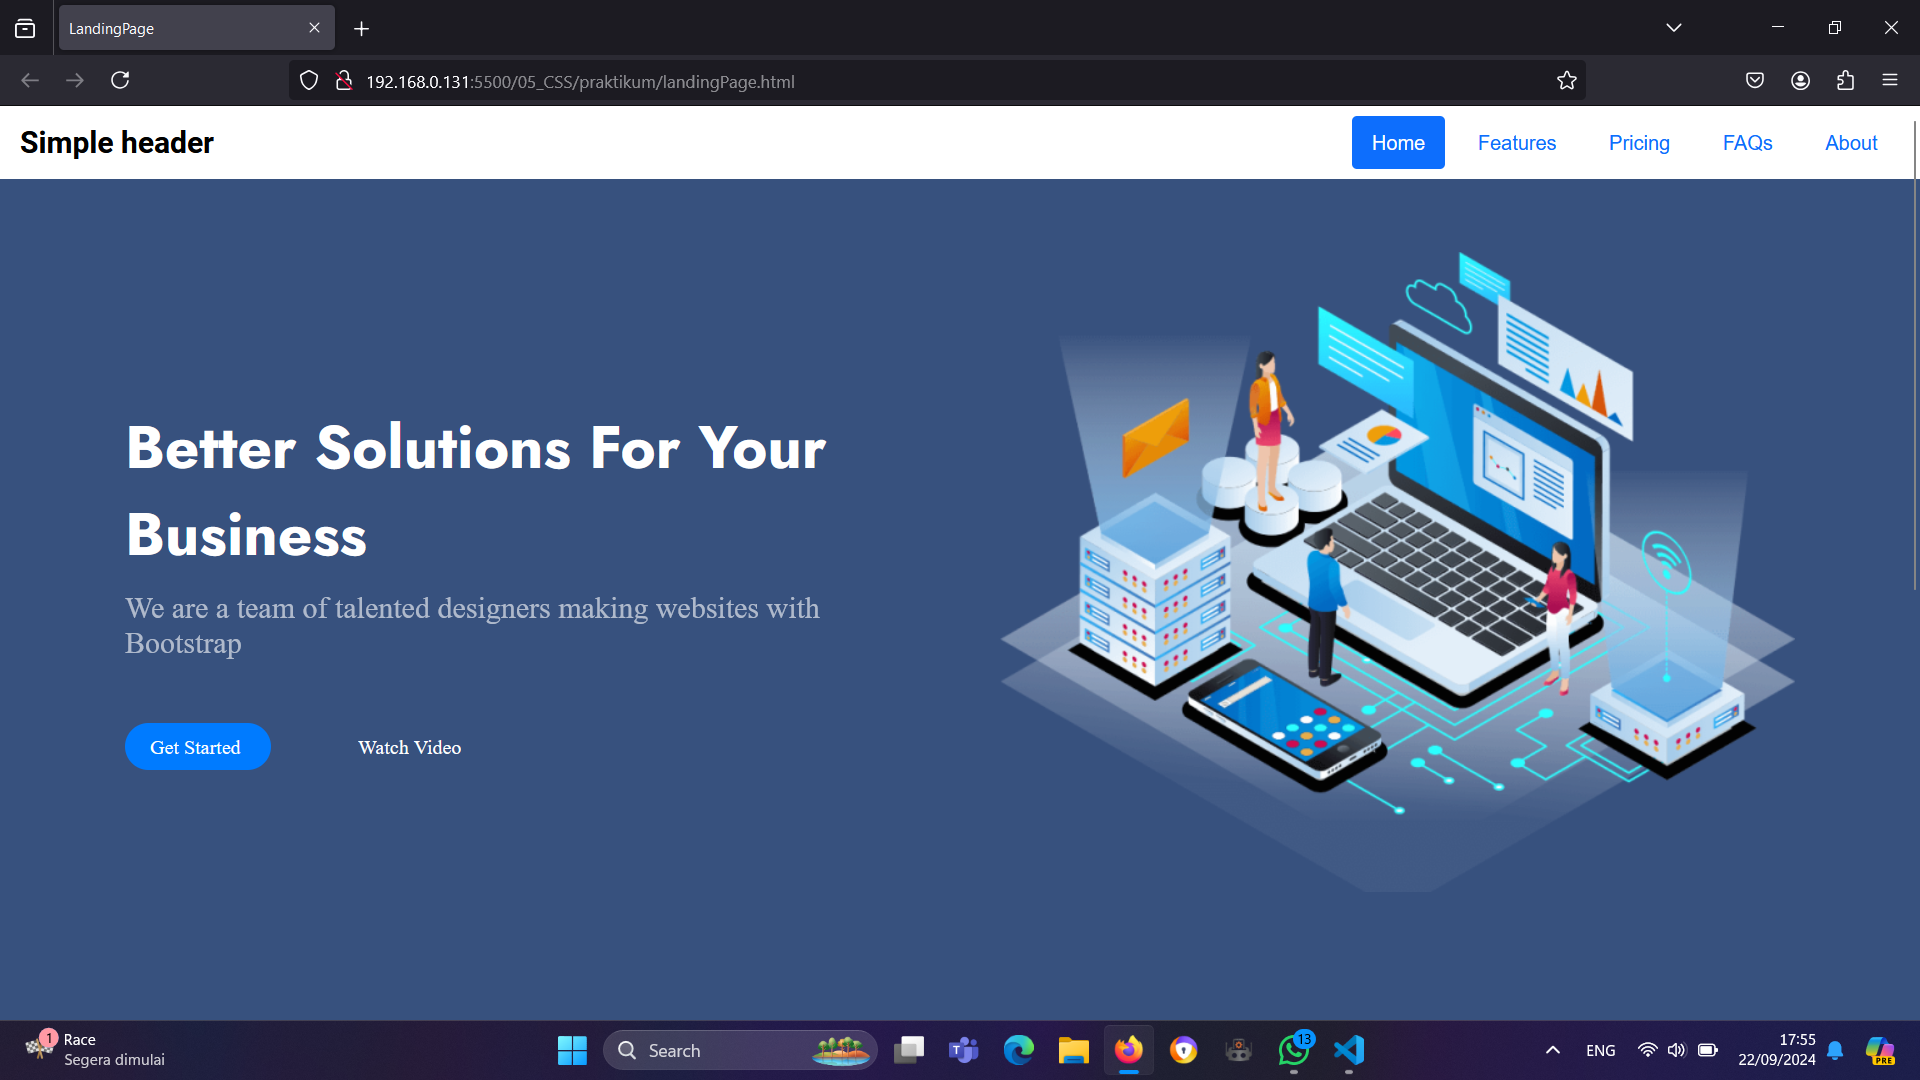 LandingPage
192.168.0.131:5500/05_CSS/praktikum/landingPage.html
Simple header
Home
Features
Pricing
FAQs
About
Better Solutions For Your
Business
We are a team of talented designers making websites with
Bootstrap
Get Started
Watch Video
1
Race
Segera dimulai
Search
13
ENG
17:55
22/09/2024
PRE